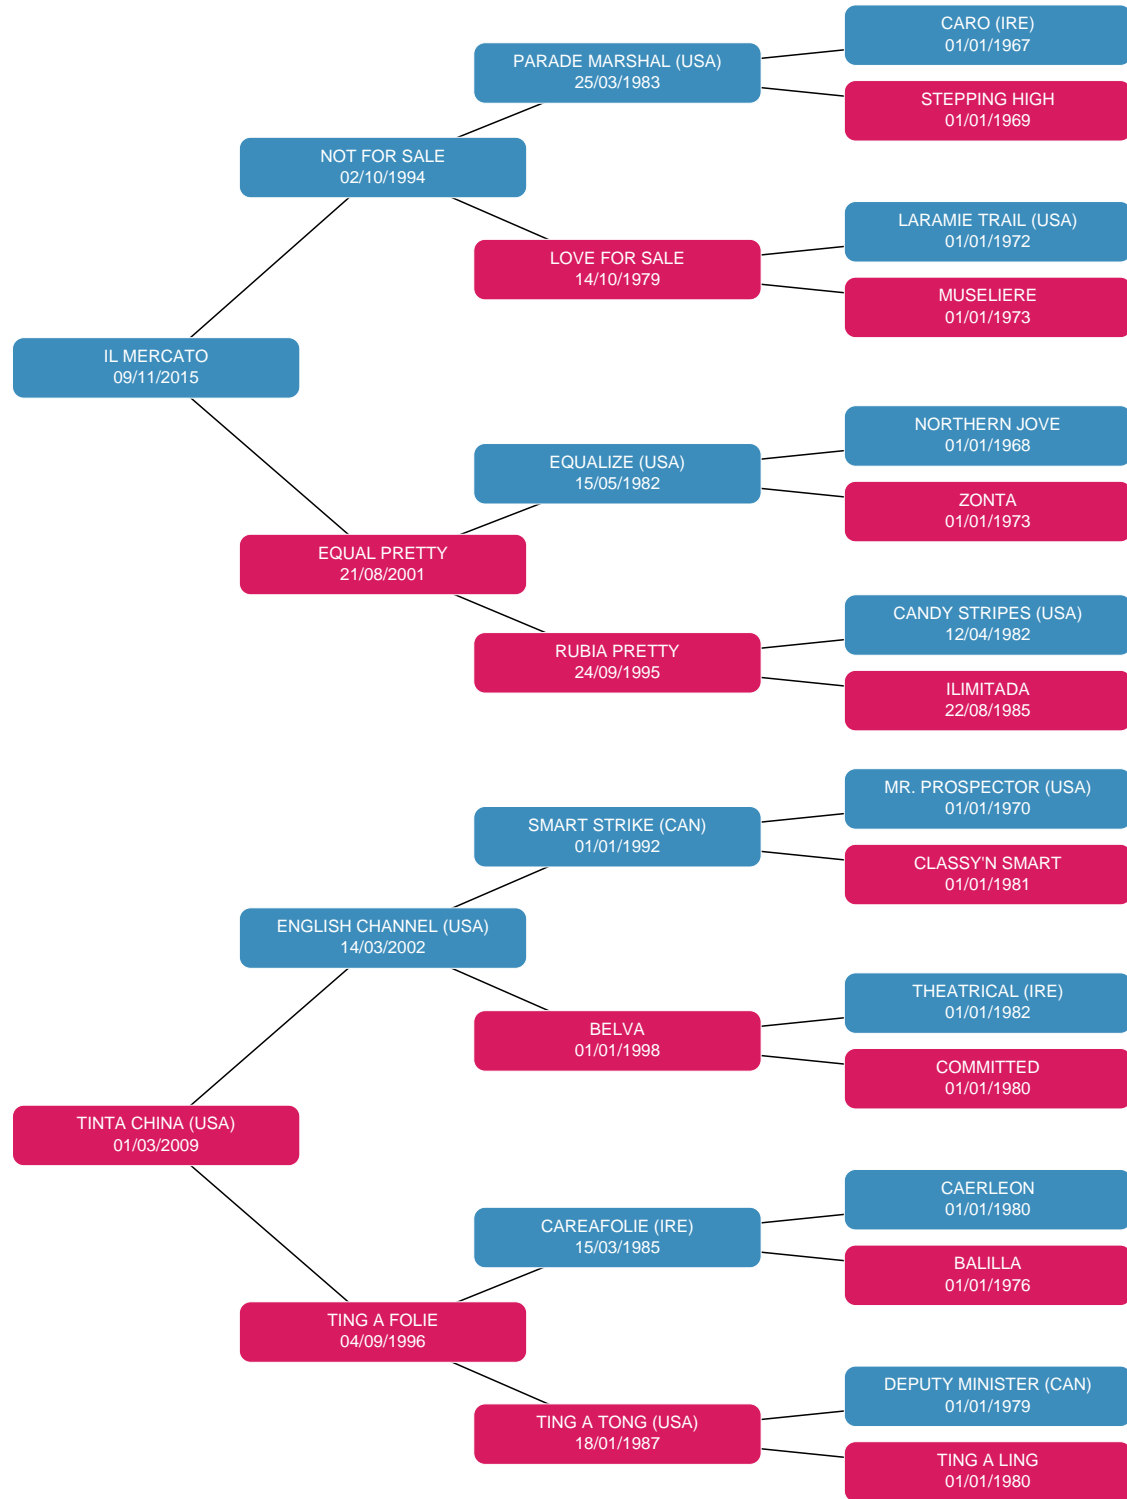 CARO (IRE)
01/01/1967
PARADE MARSHAL (USA)
25/03/1983
STEPPING HIGH
01/01/1969
NOT FOR SALE
02/10/1994
LARAMIE TRAIL (USA)
01/01/1972
LOVE FOR SALE
14/10/1979
MUSELIERE
01/01/1973
IL MERCATO
09/11/2015
NORTHERN JOVE
01/01/1968
EQUALIZE (USA)
15/05/1982
ZONTA
01/01/1973
EQUAL PRETTY
21/08/2001
CANDY STRIPES (USA)
12/04/1982
RUBIA PRETTY
24/09/1995
ILIMITADA
22/08/1985
MR. PROSPECTOR (USA)
01/01/1970
SMART STRIKE (CAN)
01/01/1992
CLASSY'N SMART
01/01/1981
ENGLISH CHANNEL (USA)
14/03/2002
THEATRICAL (IRE)
01/01/1982
BELVA
01/01/1998
COMMITTED
01/01/1980
TINTA CHINA (USA)
01/03/2009
CAERLEON
01/01/1980
CAREAFOLIE (IRE)
15/03/1985
BALILLA
01/01/1976
TING A FOLIE
04/09/1996
DEPUTY MINISTER (CAN)
01/01/1979
TING A TONG (USA)
18/01/1987
TING A LING
01/01/1980